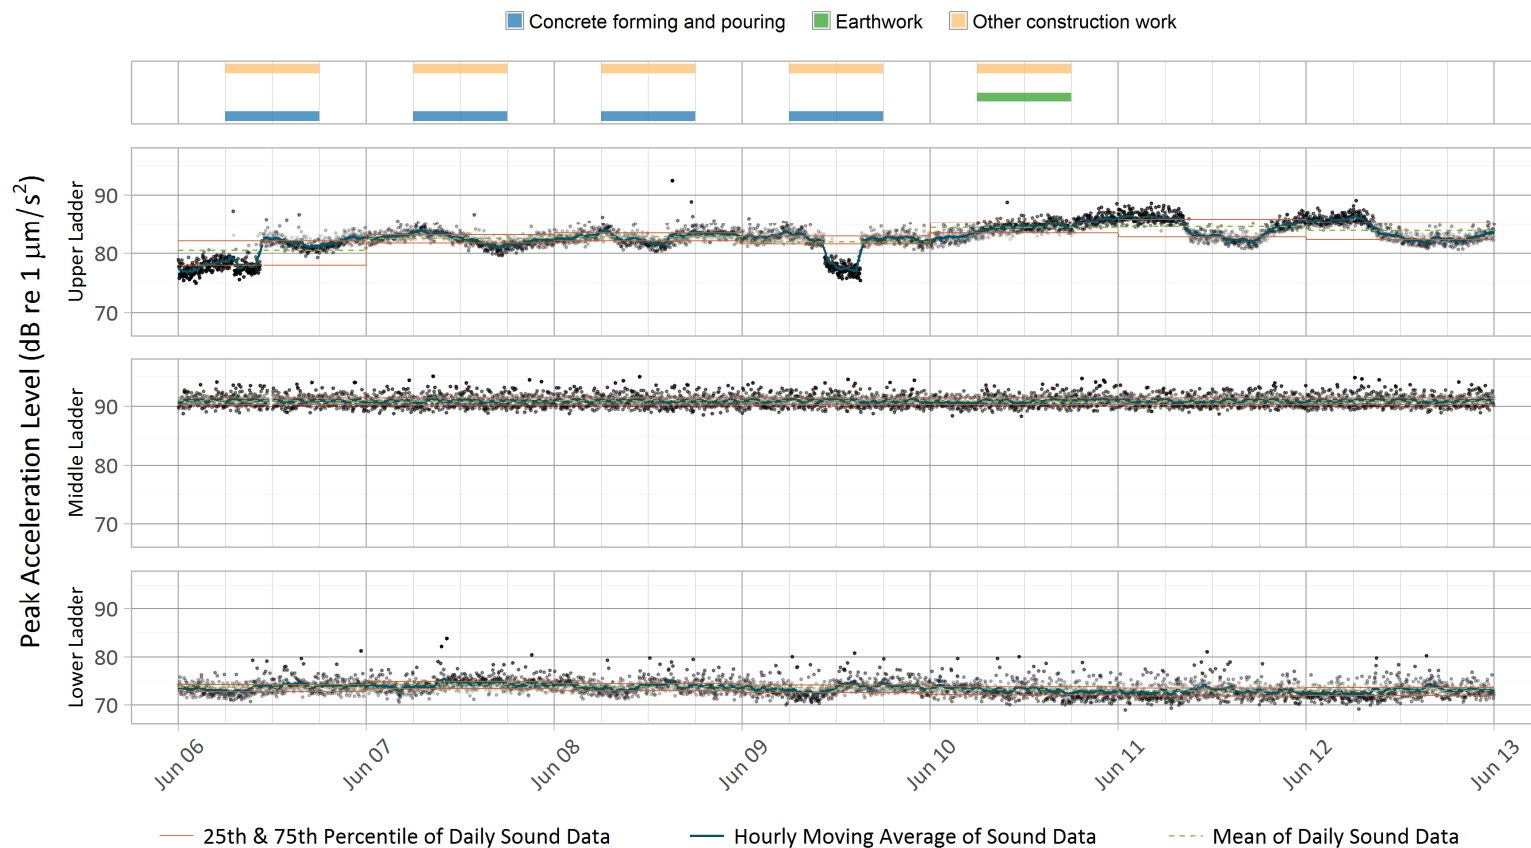 Concrete forming and pouring Earthwork Other construction work
Peak Acceleration Level (dB re 1 µm/s²)
Upper Ladder
90
80
70
Middle Ladder
90
80
70
Lower Ladder
90
80
70
Jun 06 Jun 07 Jun 08 Jun 09 Jun 10 Jun 11 Jun 12 Jun 13
25th & 75th Percentile of Daily Sound Data Hourly Moving Average of Sound Data Mean of Daily Sound Data